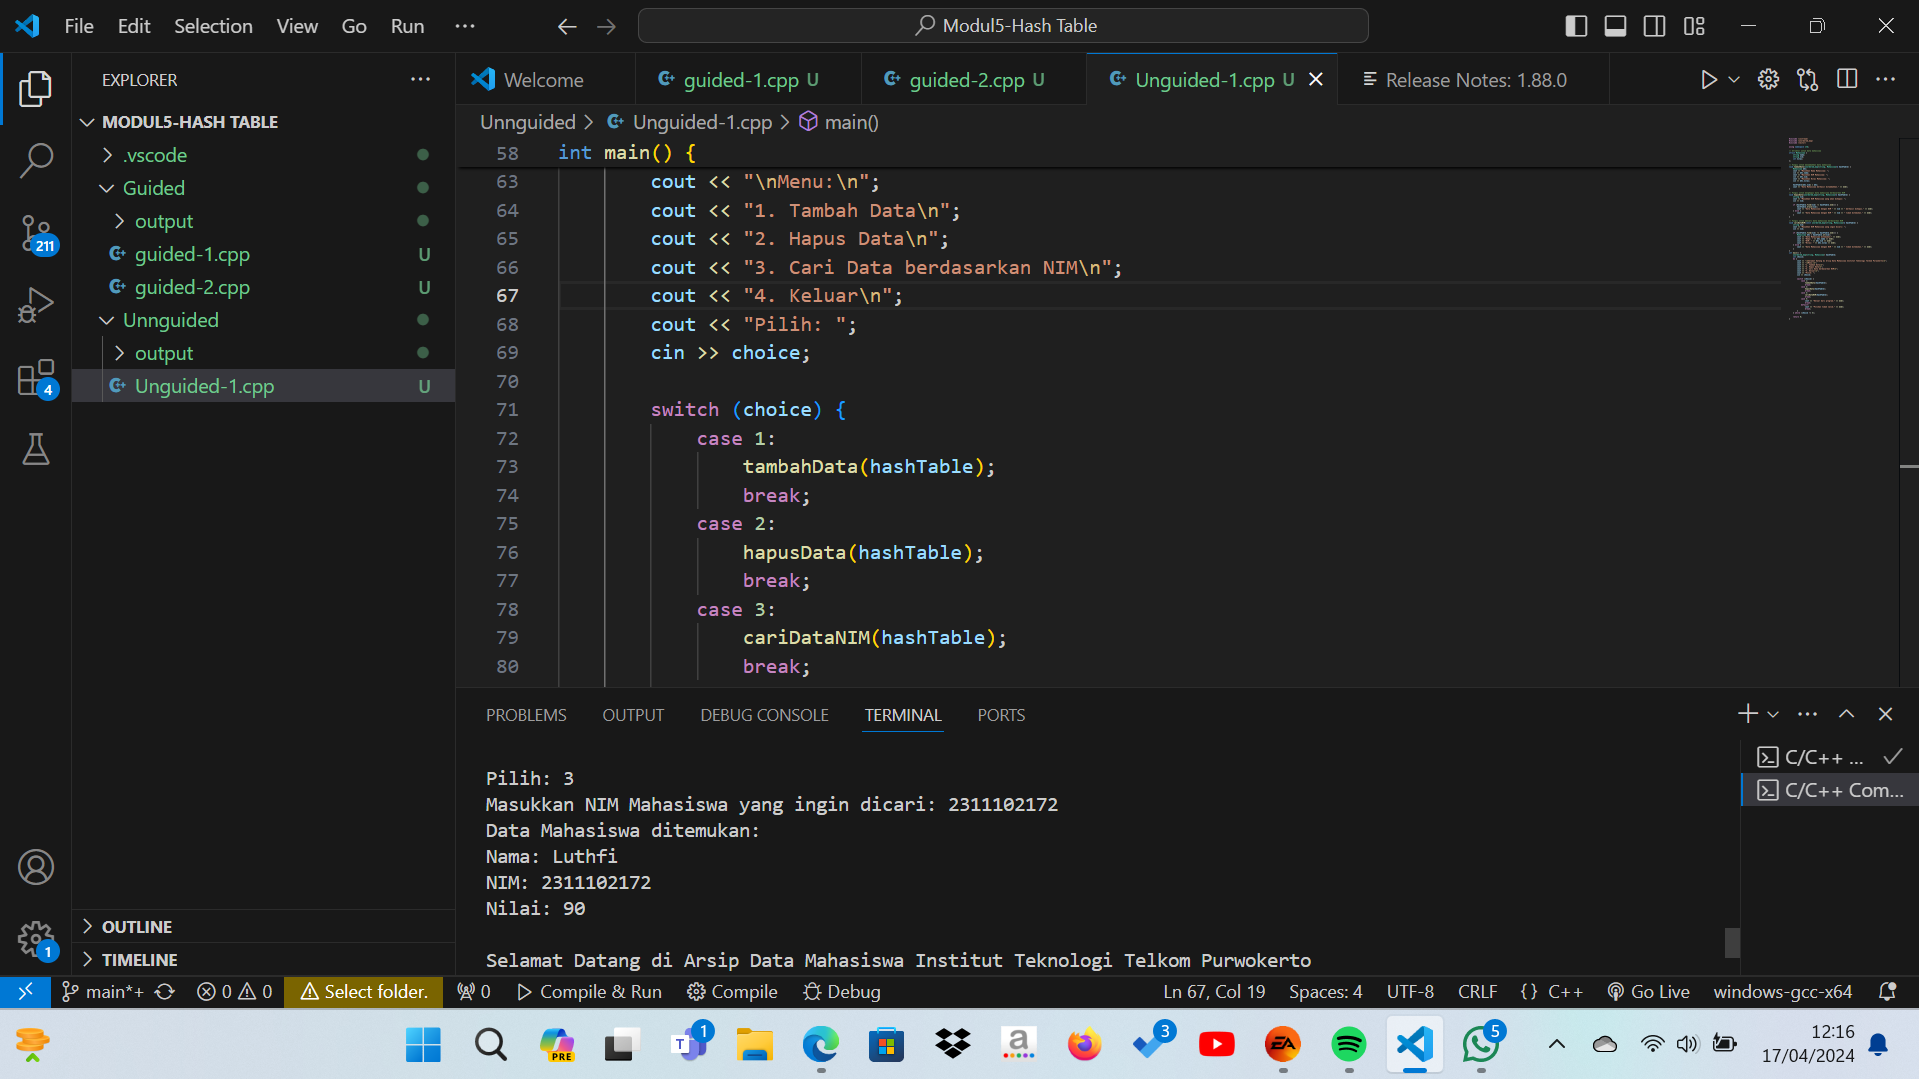 File Edit Selection View Go Run ··· Modul5-Hash Table
EXPLORER
Welcome guided-1.cpp U guided-2.cpp U Unguided-1.cpp U Release Notes: 1.88.0
MODUL5-HASH TABLE
.vscode
Guided
output
guided-1.cpp U
guided-2.cpp U
Unnguided
output
Unguided-1.cpp U
OUTLINE
TIMELINE
211
4
1
Unnguided > Unguided-1.cpp > main()
58 int main() {
63 cout << "\nMenu:\n";
64 cout << "1. Tambah Data\n";
65 cout << "2. Hapus Data\n";
66 cout << "3. Cari Data berdasarkan NIM\n";
67 cout << "4. Keluar\n";
68 cout << "Pilih: ";
69 cin >> choice;
70
71 switch (choice) {
72 case 1:
73 tambahData(hashTable);
74 break;
75 case 2:
76 hapusData(hashTable);
77 break;
78 case 3:
79 cariDataNIM(hashTable);
80 break;
PROBLEMS OUTPUT DEBUG CONSOLE TERMINAL PORTS
Pilih: 3
Masukkan NIM Mahasiswa yang ingin dicari: 2311102172
Data Mahasiswa ditemukan:
Nama: Luthfi
NIM: 2311102172
Nilai: 90
Selamat Datang di Arsip Data Mahasiswa Institut Teknologi Telkom Purwokerto
C/C++ ...
C/C++ Com...
main*+ 0 0 Select folder. 0 Compile & Run Compile Debug Ln 67, Col 19 Spaces: 4 UTF-8 CRLF {} C++ Go Live windows-gcc-x64
PRE 1 T a 3 EA 5
12:16
17/04/2024